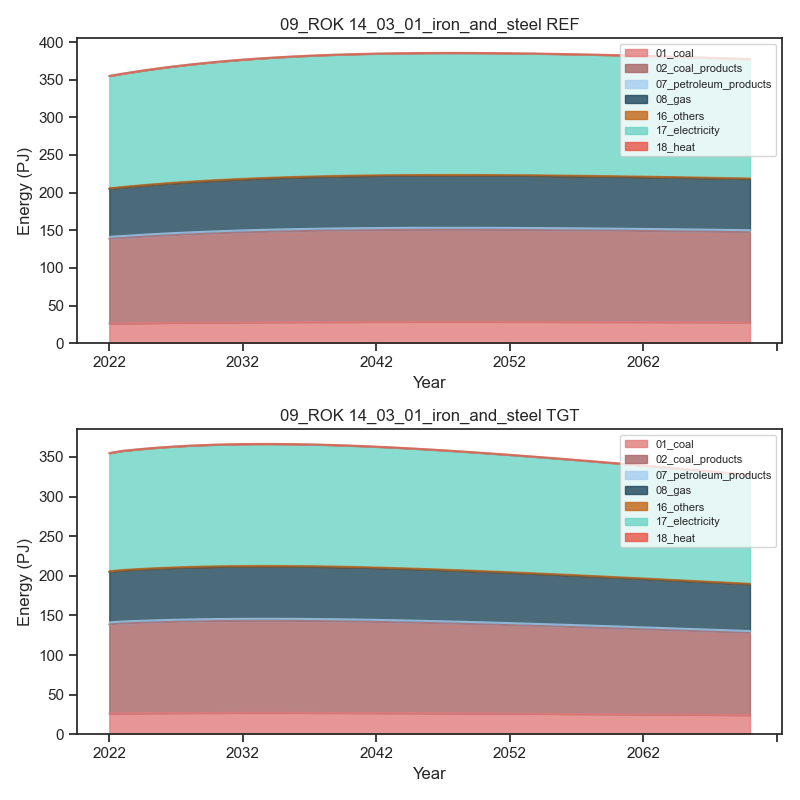 09_ROK 14_03_01_iron_and_steel REF
400
350
300
250
200
150
100
50
0
Energy (PJ)
01_coal
02_coal_products
07_petroleum_products
08_gas
16_others
17_electricity
18_heat
2022 2032 2042 2052 2062
Year
09_ROK 14_03_01_iron_and_steel TGT
350
300
250
200
150
100
50
0
Energy (PJ)
01_coal
02_coal_products
07_petroleum_products
08_gas
16_others
17_electricity
18_heat
2022 2032 2042 2052 2062
Year